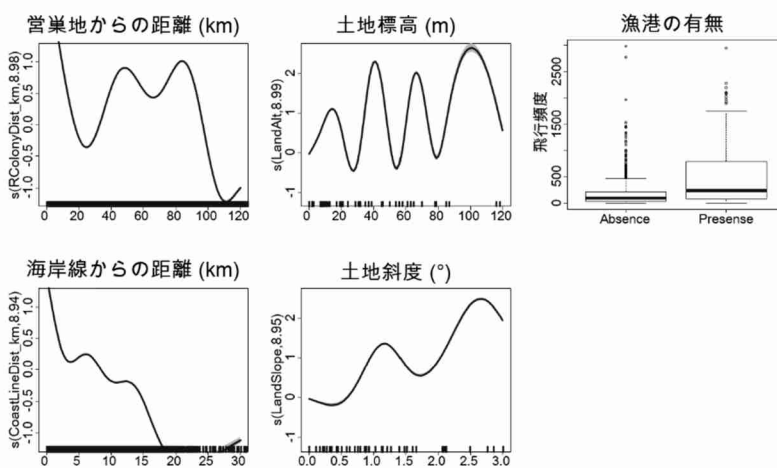 営巣地からの距離 (km)
s(RColonyDist_km,8.98)
1.0
0.5
0.0
-1.0
0 20 40 60 80 100 120
土地標高 (m)
s(LandAlt,8.99)
2
1
0
-1
0 20 40 60 80 100 120
漁港の有無
飛行頻度
2500
1500
500
0
Absence Presense
海岸線からの距離 (km)
s(CoastLineDist_km,8.94)
1.0
0.0
-0.5
-1.0
0 5 10 15 20 25 30
土地斜度 (°)
s(LandSlope,8.95)
2
1
0
-1
0.0 0.5 1.0 1.5 2.0 2.5 3.0